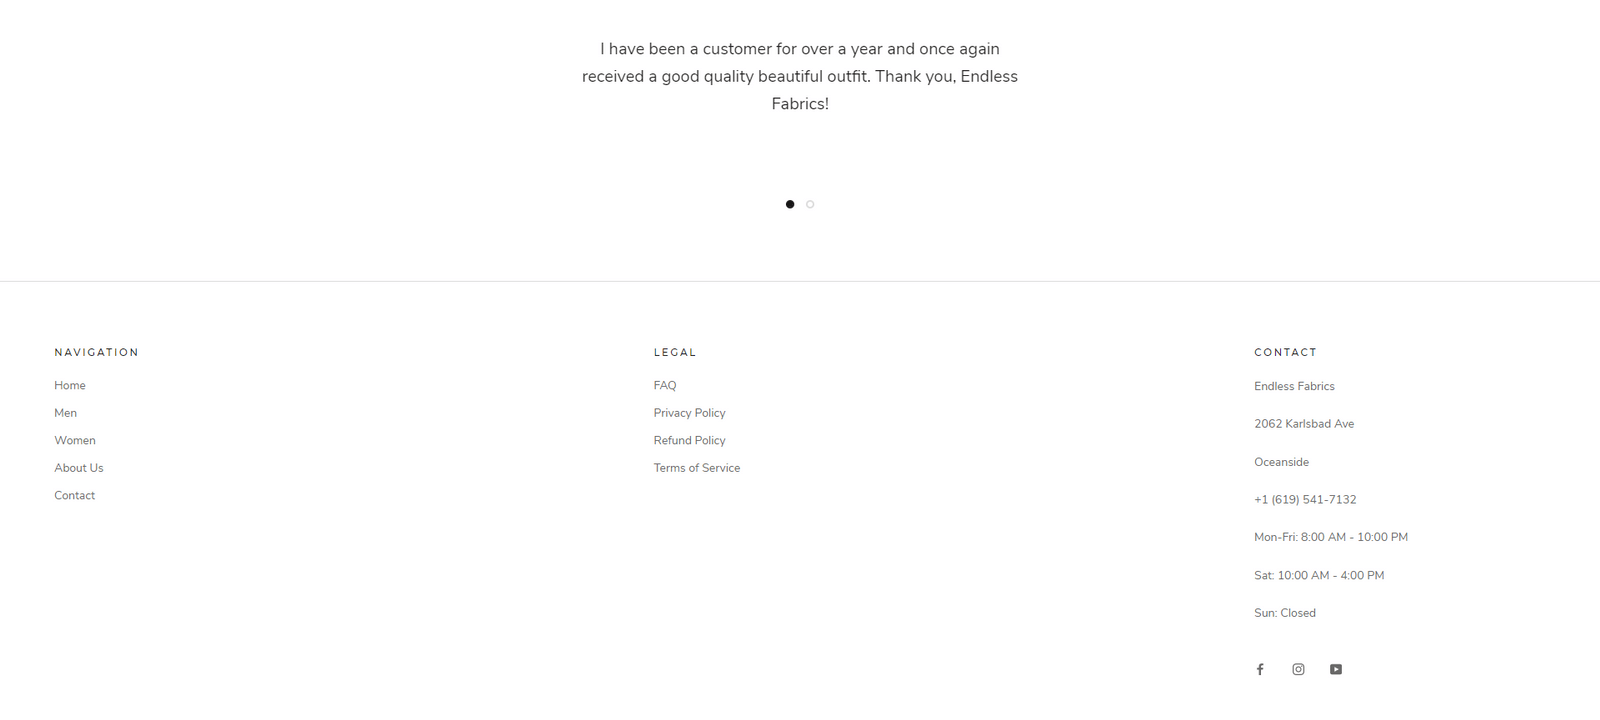 I have been a customer for over a year and once again
received a good quality beautiful outfit. Thank you, Endless
Fabrics!
NAVIGATION
Home
Men
Women
About Us
Contact
LEGAL
FAQ
Privacy Policy
Refund Policy
Terms of Service
CONTACT
Endless Fabrics
2062 Karlsbad Ave
Oceanside
+1 (619) 541-7132
Mon-Fri: 8:00 AM - 10:00 PM
Sat: 10:00 AM - 4:00 PM
Sun: Closed